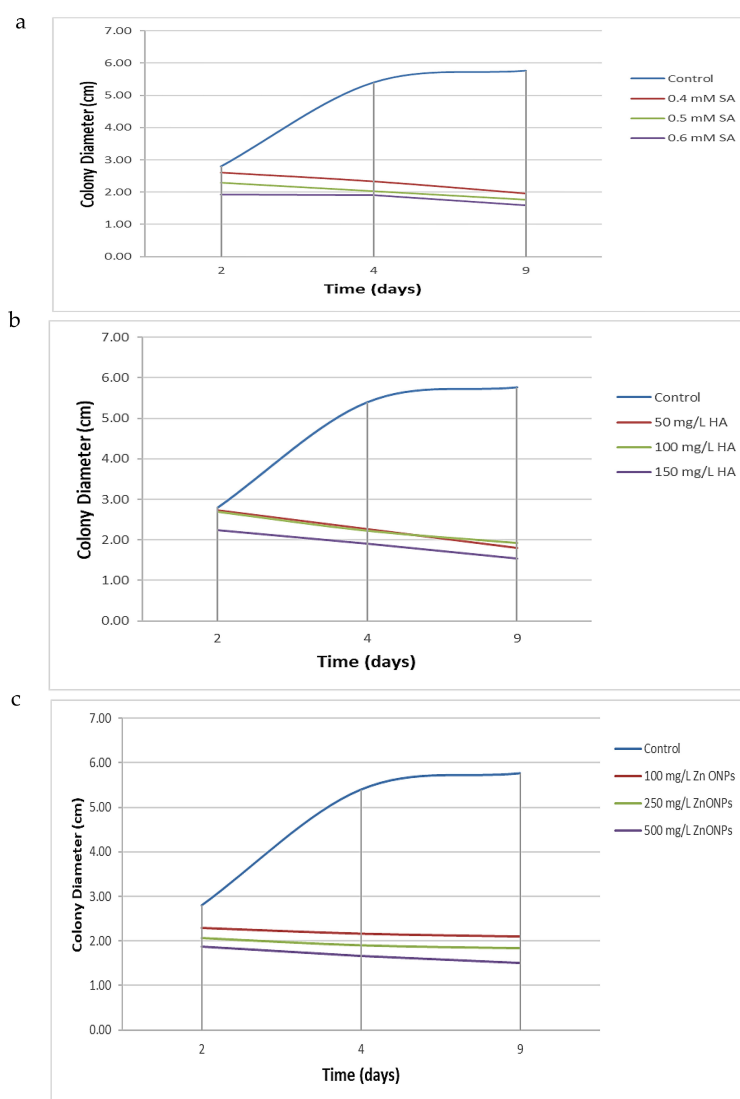 a
7.00
6.00
5.00
4.00
3.00
2.00
1.00
0.00
Colony Diameter (cm)
2 4 9
Time (days)
Control
0.4 mM SA
0.5 mM SA
0.6 mM SA
b
7.00
6.00
5.00
4.00
3.00
2.00
1.00
0.00
Colony Diameter (cm)
2 4 9
Time (days)
Control
50 mg/L HA
100 mg/L HA
150 mg/L HA
c
7.00
6.00
5.00
4.00
3.00
2.00
1.00
0.00
Colony Diameter (cm)
2 4 9
Time (days)
Control
100 mg/L Zn ONPs
250 mg/L ZnONPs
500 mg/L ZnONPs